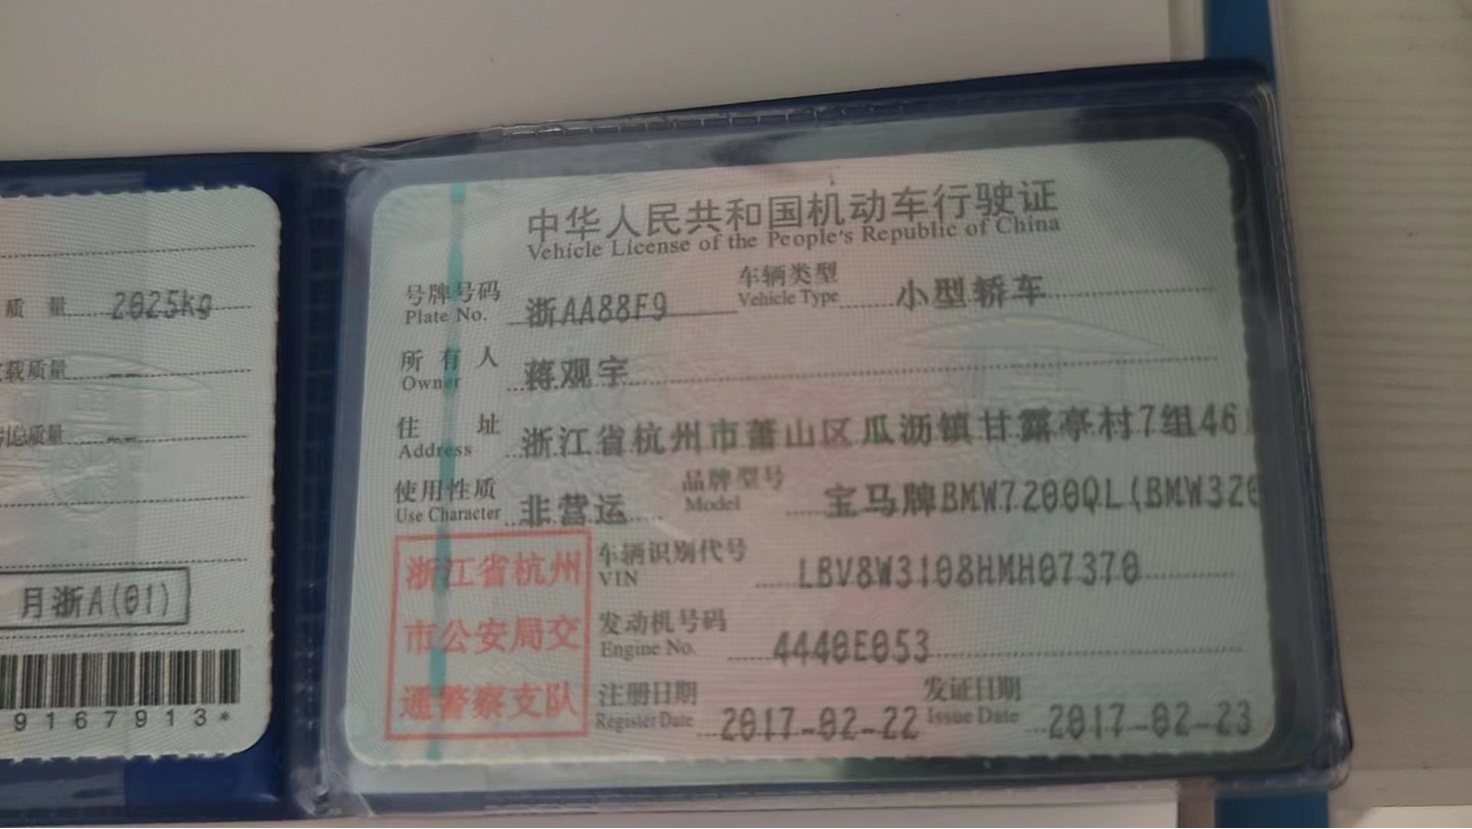 质 量 2025kg
载质量 —
总质量 —
月浙A(01)
9167913*
中华人民共和国机动车行驶证
Vehicle License of the People's Republic of China
号牌号码 浙AA88F9 车辆类型 小型轿车
Plate No. Vehicle Type
所有人 蒋观宇
Owner
住址 浙江省杭州市萧山区瓜沥镇甘露亭村7组46
Address
使用性质 非营运 品牌型号 宝马牌BMW7200QL(BMW320
Use Character Model
浙江省杭州
市公安局交
通警察支队
车辆识别代号 LBV8W3108HMH07370
VIN
发动机号码 4440E053
Engine No.
注册日期 2017-02-22 发证日期 2017-02-23
Register Date Issue Date